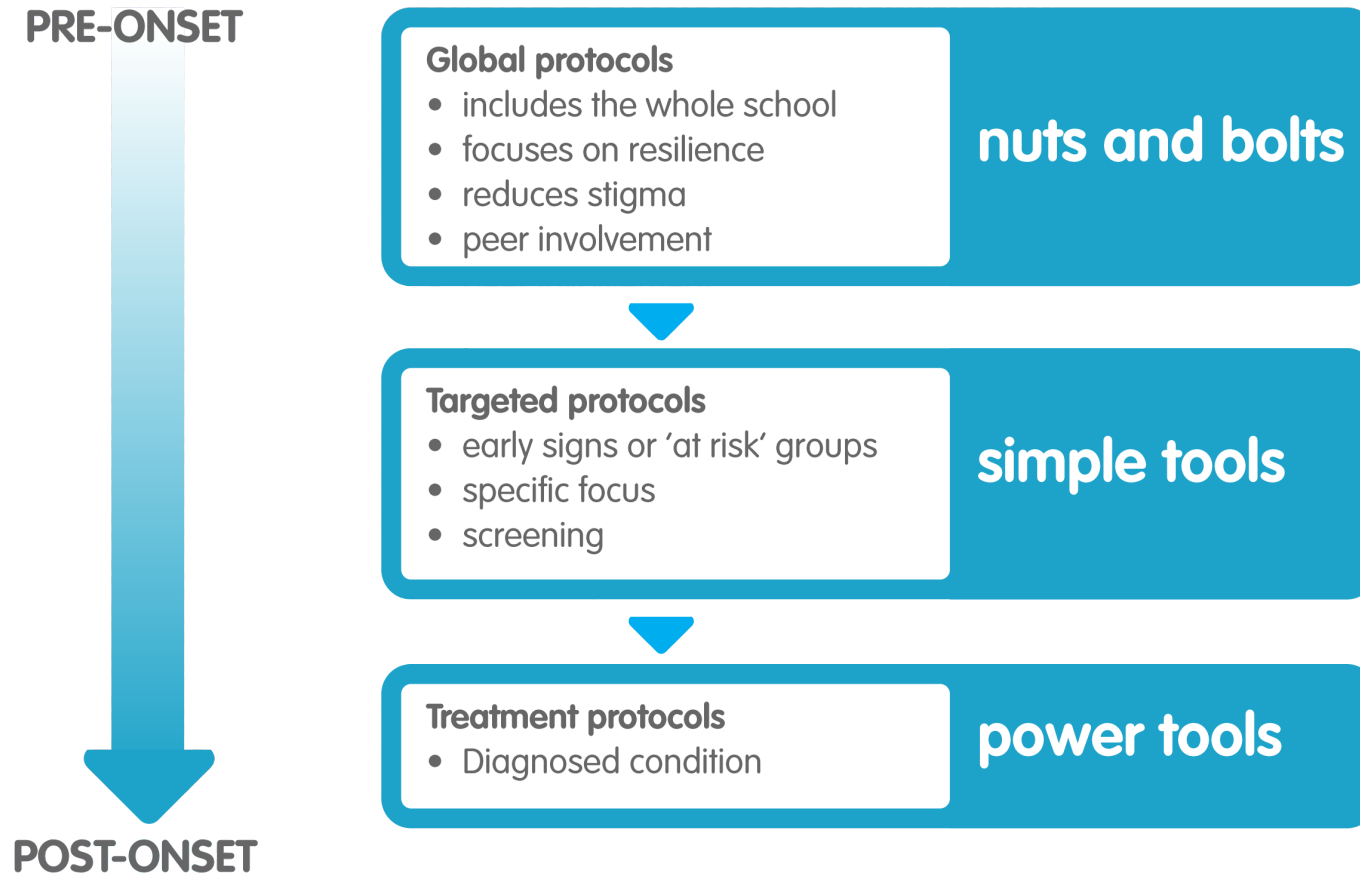 PRE-ONSET
Global protocols
• includes the whole school
• focuses on resilience
• reduces stigma
• peer involvement
nuts and bolts
Targeted protocols
• early signs or ‘at risk’ groups
• specific focus
• screening
simple tools
Treatment protocols
• Diagnosed condition
power tools
POST-ONSET